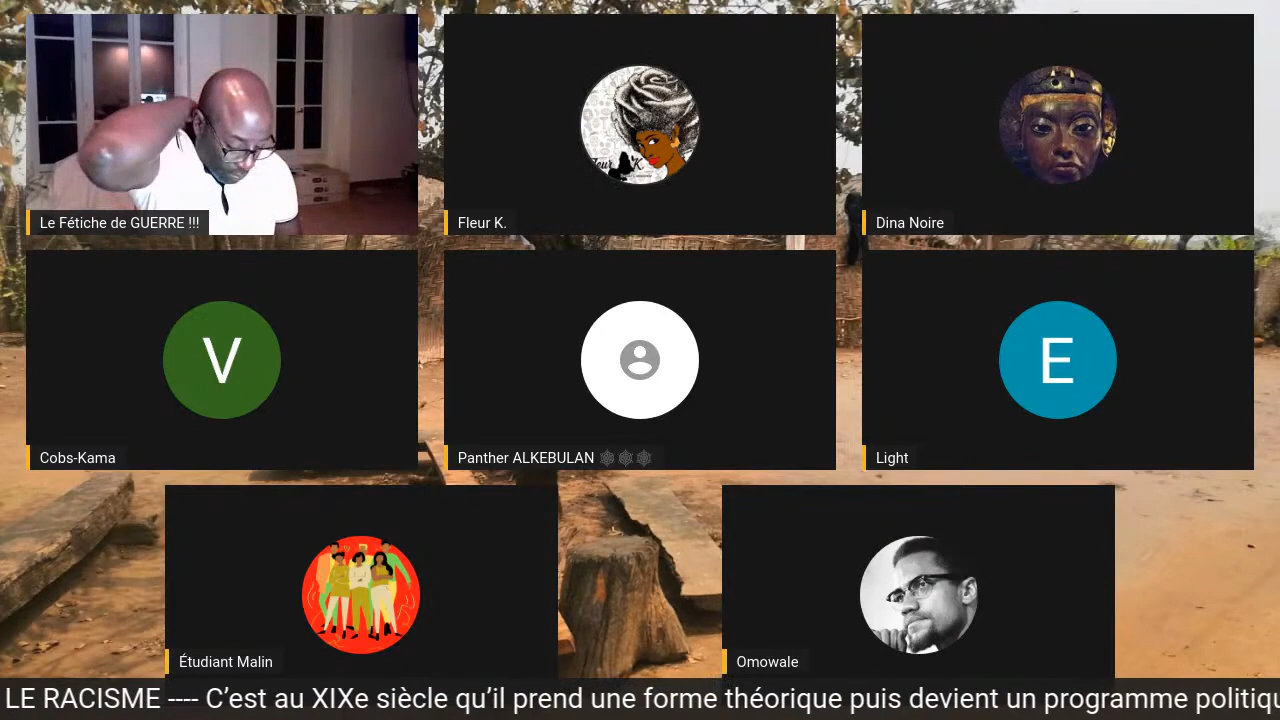 Le Fétiche de GUERRE !!!
Fleur K.
Dina Noire
V
Cobs-Kama
Panther ALKEBULAN 🕸🕸🕸
E
Light
Étudiant Malin
Omowale
LE RACISME ---- C’est au XIXe siècle qu’il prend une forme théorique puis devient un programme politiqu